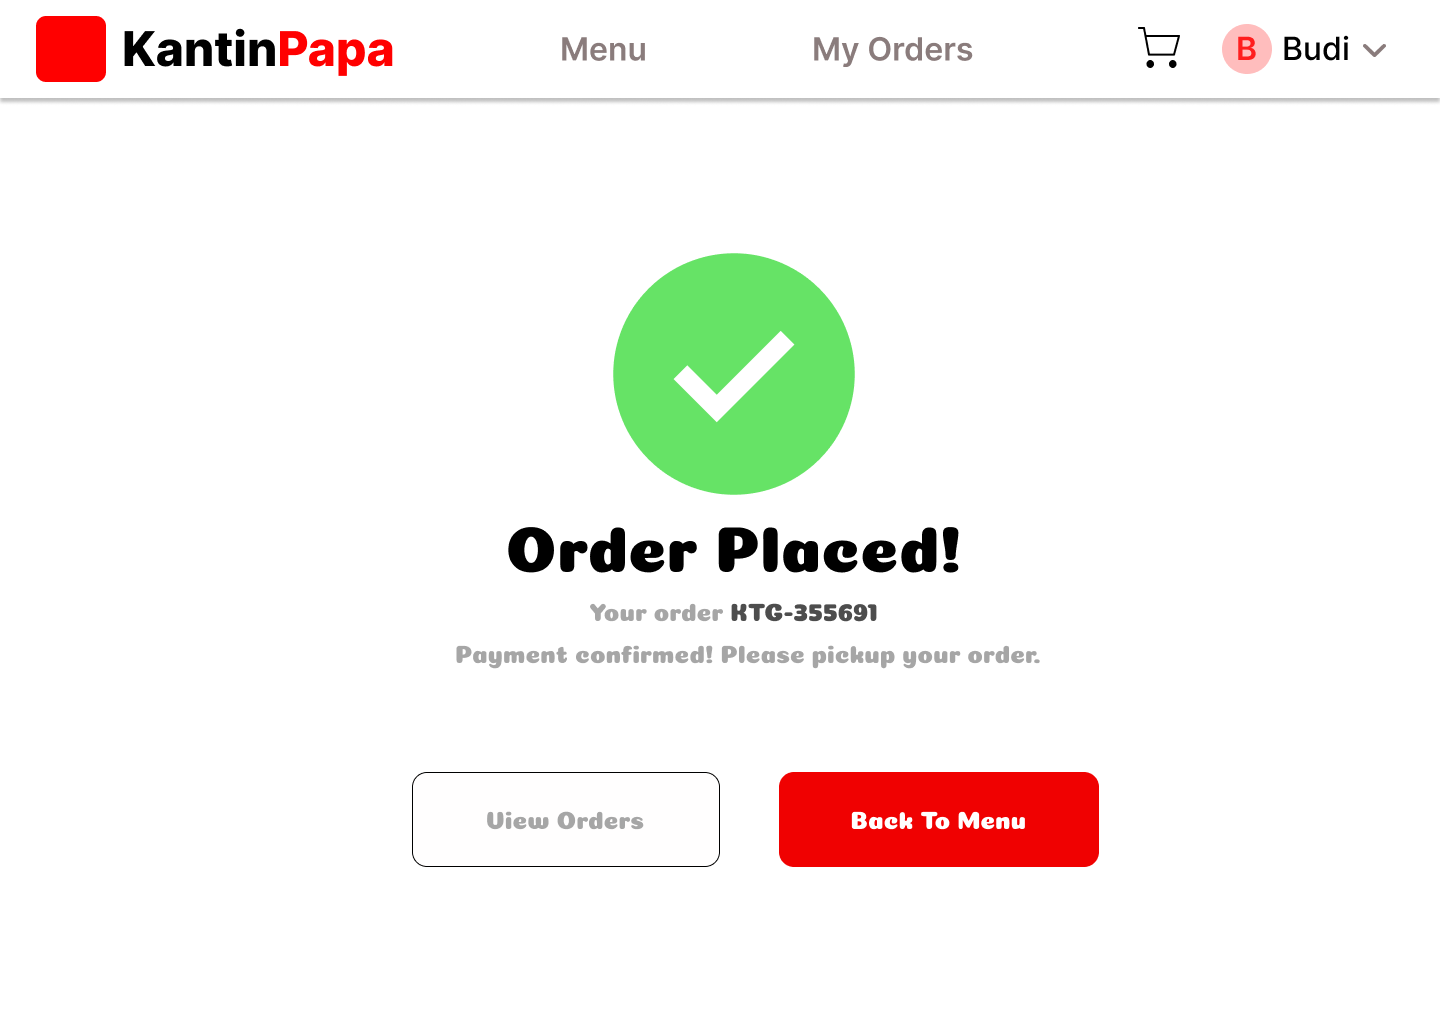 KantinPapa
Menu
My Orders
B
Budi
Order Placed!
Your order KTG-355691
Payment confirmed! Please pickup your order.
View Orders
Back To Menu